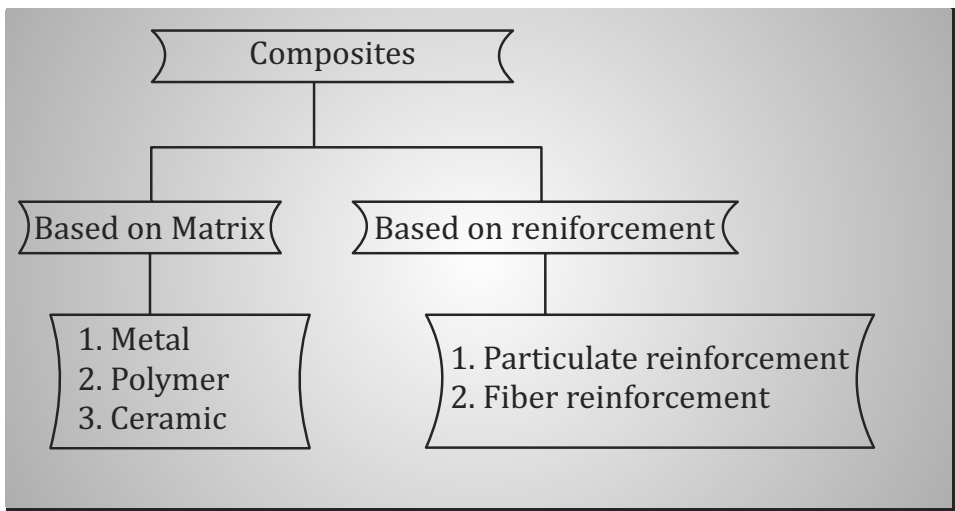 Composites
Based on Matrix
Based on reniforcement
1. Metal
2. Polymer
3. Ceramic
1. Particulate reinforcement
2. Fiber reinforcement